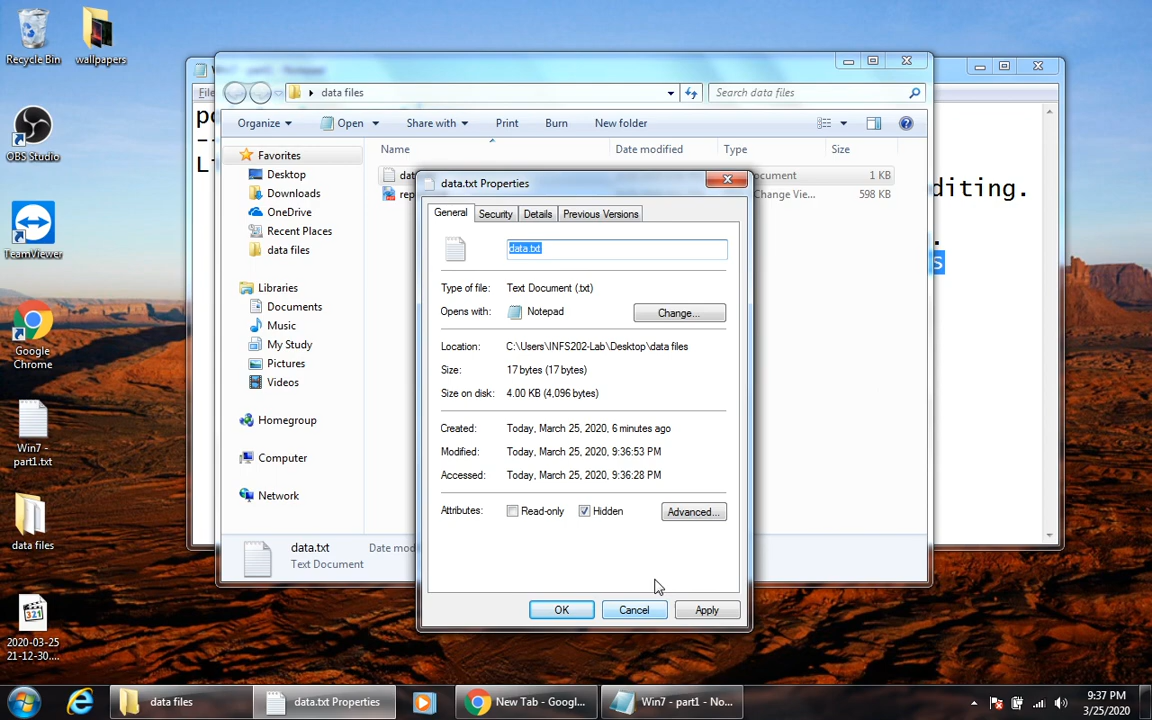 Recycle Bin
wallpapers
OBS Studio
TeamViewer
Google
Chrome
Win7 -
part1.txt
data files
2020-03-25
21-12-30....
File
data files
Search data files
Organize
Open
Share with
Print
Burn
New folder
Favorites
Desktop
Downloads
OneDrive
Recent Places
data files
Libraries
Documents
Music
My Study
Pictures
Videos
Homegroup
Computer
Network
Name
Date modified
Type
Size
1 KB
Change Vie...
598 KB
data.txt
Date mod
Text Document
diting.
s
data.txt Properties
General
Security
Details
Previous Versions
data.txt
Type of file:
Text Document (.txt)
Opens with:
Notepad
Change...
Location:
C:\Users\INFS202-Lab\Desktop\data files
Size:
17 bytes (17 bytes)
Size on disk:
4.00 KB (4,096 bytes)
Created:
Today, March 25, 2020, 6 minutes ago
Modified:
Today, March 25, 2020, 9:36:53 PM
Accessed:
Today, March 25, 2020, 9:36:28 PM
Attributes:
Read-only
Hidden
Advanced...
OK
Cancel
Apply
data files
data.txt Properties
New Tab - Googl...
Win7 - part1 - No...
9:37 PM
3/25/2020